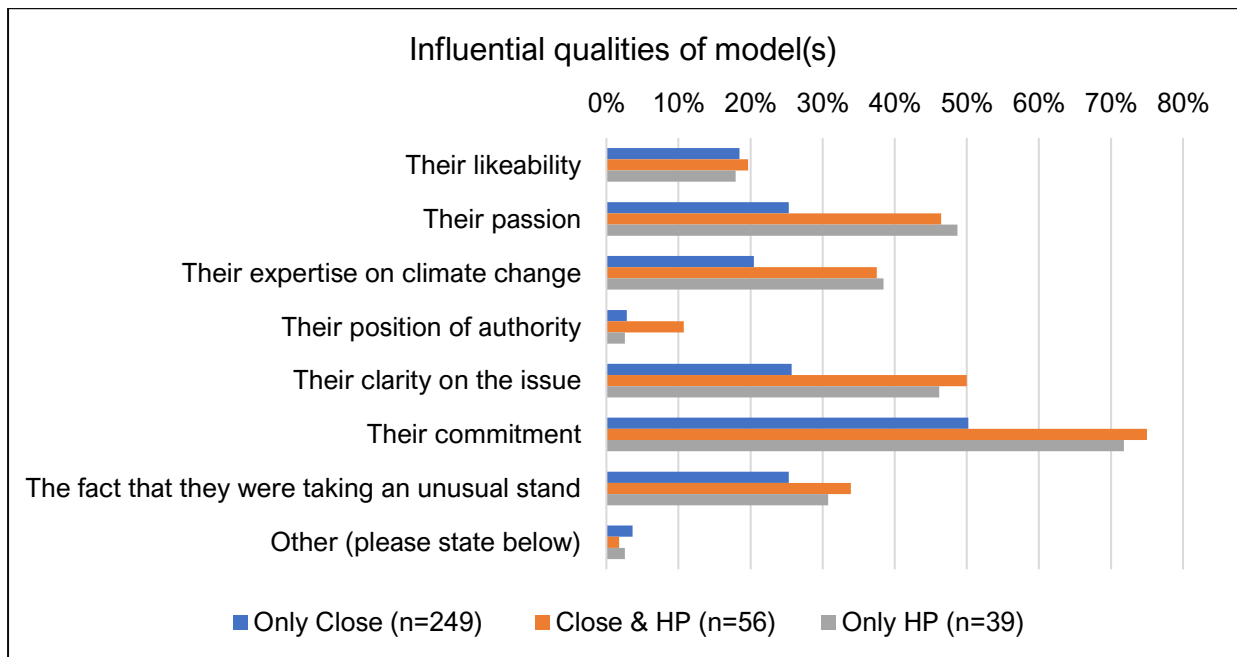 Influential qualities of model(s)
0% 10% 20% 30% 40% 50% 60% 70% 80%
Their likeability
Their passion
Their expertise on climate change
Their position of authority
Their clarity on the issue
Their commitment
The fact that they were taking an unusual stand
Other (please state below)
Only Close (n=249) Close & HP (n=56) Only HP (n=39)